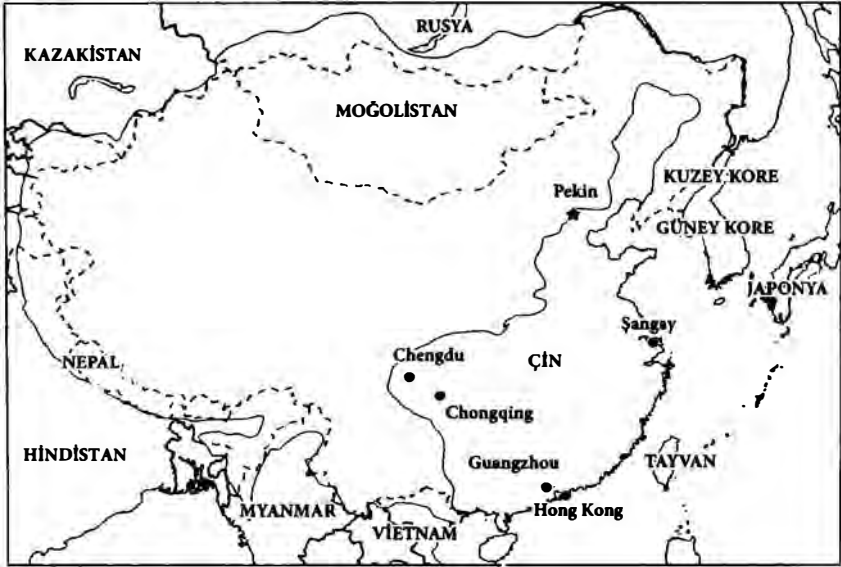 RUSYA
KAZAKİSTAN
MOĞOLİSTAN
KUZEY KORE
Pekin
GÜNEY KORE
JAPONYA
Şangay
NEPAL
Chengdu
ÇİN
Chongqing
HİNDİSTAN
Guangzhou
TAYVAN
MYANMAR
Hong Kong
VİETNAM